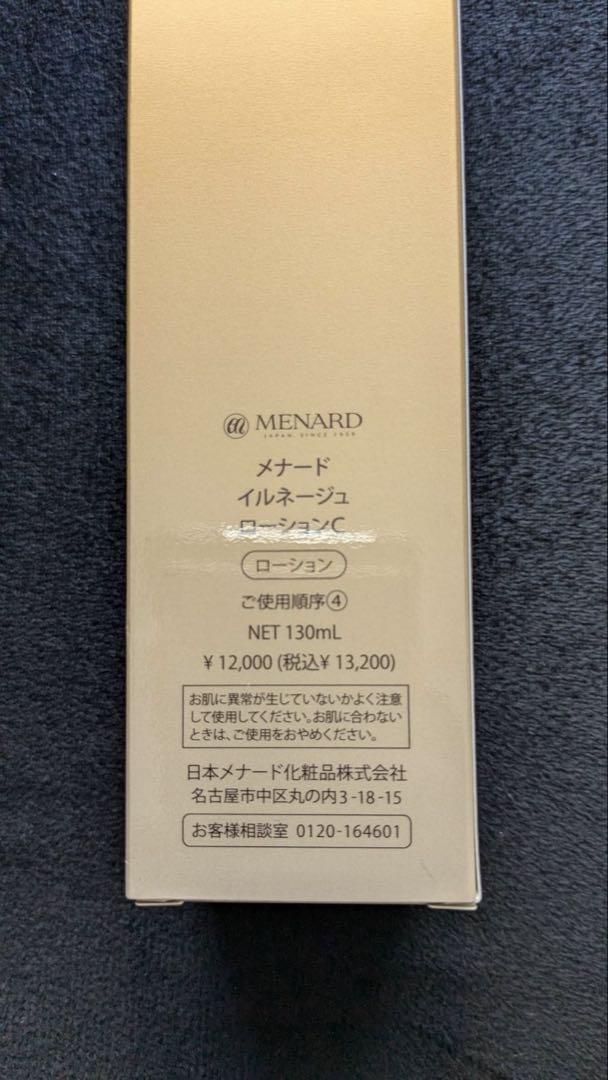 MENARD
JAPAN, SINCE 1959
メナード
イルネージュ
ローションC
ローション
ご使用順序④
NET 130mL
¥12,000 (税込¥13,200)
お肌に異常が生じていないかよく注意
して使用してください。お肌に合わない
ときは、ご使用をおやめください。
日本メナード化粧品株式会社
名古屋市中区丸の内3-18-15
お客様相談室 0120-164601